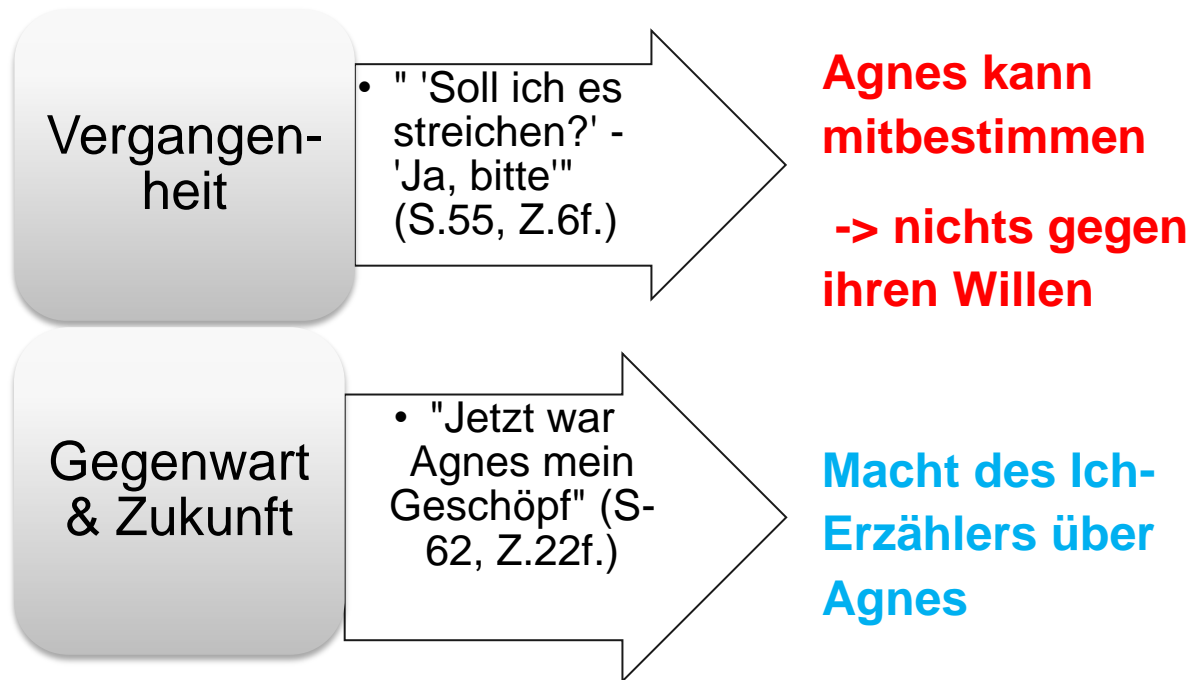 Vergangen-
heit
• " 'Soll ich es
streichen?' -
'Ja, bitte'"
(S.55, Z.6f.)
Agnes kann
mitbestimmen
-> nichts gegen
ihren Willen
Gegenwart
& Zukunft
• "Jetzt war
Agnes mein
Geschöpf" (S-
62, Z.22f.)
Macht des Ich-
Erzählers über
Agnes